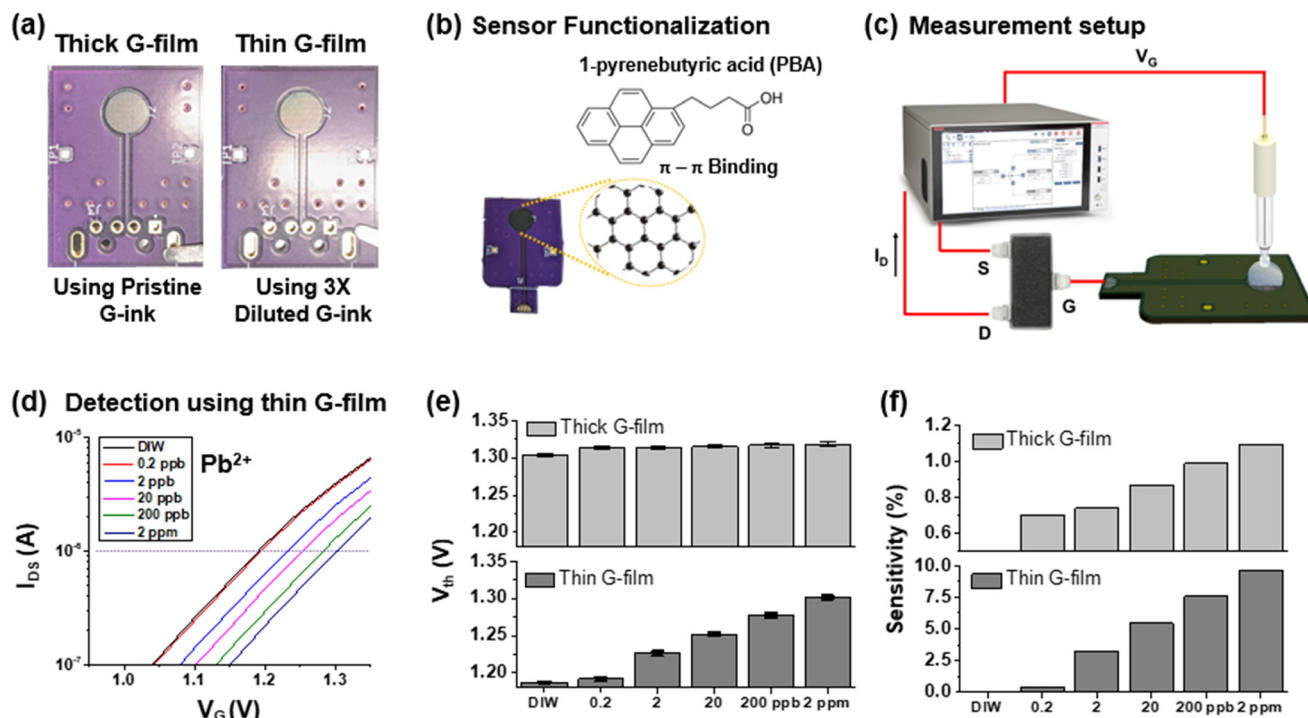 (a)
Thick G-film
Thin G-film
TP1
TP2
Using Pristine
G-ink
Using 3X
Diluted G-ink
(b) Sensor Functionalization
1-pyrenebutyric acid (PBA)
OH
O
π – π Binding
(c) Measurement setup
V_G
I_D
S
D
G
(d) Detection using thin G-film
DIW
0.2 ppb
2 ppb
20 ppb
200 ppb
2 ppm
Pb²⁺
10⁻⁵
10⁻⁶
10⁻⁷
I_DS (A)
1.0 1.1 1.2 1.3
V_G (V)
(e)
Thick G-film
1.35
1.30
1.25
1.20
V_th (V)
Thin G-film
1.30
1.25
1.20
DIW 0.2 2 20 200 ppb 2 ppm
(f)
Thick G-film
1.2
1.0
0.8
0.6
Sensitivity (%)
Thin G-film
10.0
7.5
5.0
2.5
0.0
DIW 0.2 2 20 200 ppb 2 ppm